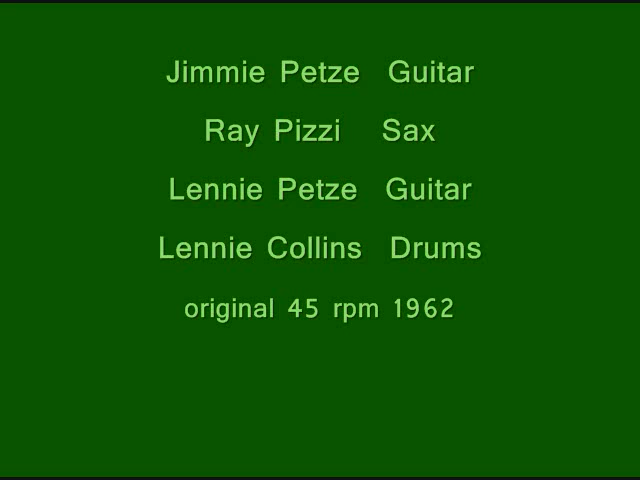 Jimmie Petze Guitar
Ray Pizzi Sax
Lennie Petze Guitar
Lennie Collins Drums
original 45 rpm 1962